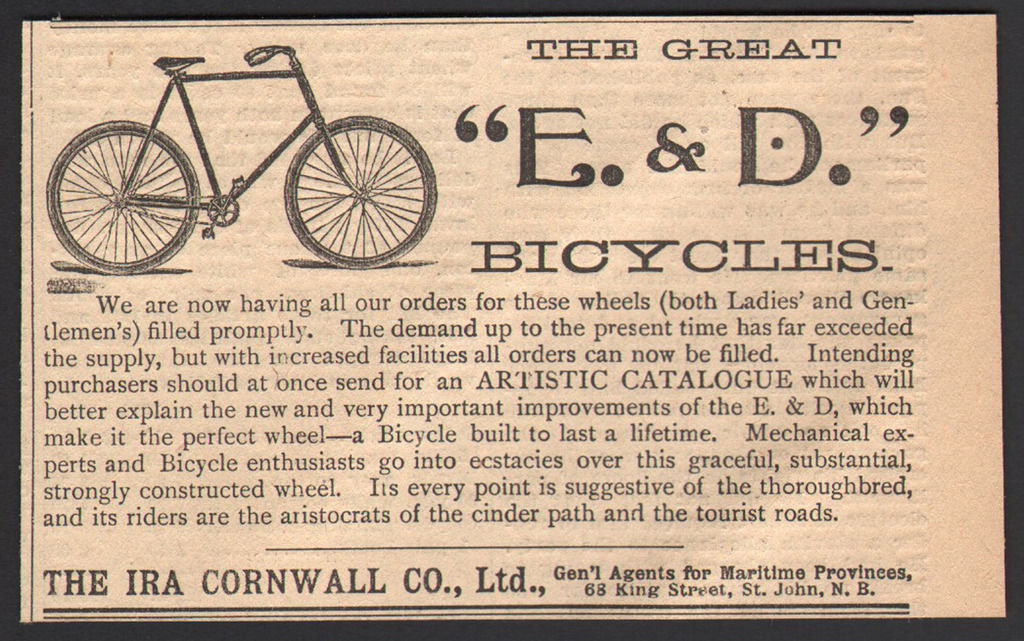 THE GREAT
“E. & D.”
BICYCLES.
We are now having all our orders for these wheels (both Ladies’ and Gen-
tlemen’s) filled promptly. The demand up to the present time has far exceeded
the supply, but with increased facilities all orders can now be filled. Intending
purchasers should at once send for an ARTISTIC CATALOGUE which will
better explain the new and very important improvements of the E. & D, which
make it the perfect wheel—a Bicycle built to last a lifetime. Mechanical ex-
perts and Bicycle enthusiasts go into ecstacies over this graceful, substantial,
strongly constructed wheel. Its every point is suggestive of the thoroughbred,
and its riders are the aristocrats of the cinder path and the tourist roads.
THE IRA CORNWALL CO., Ltd., Gen’l Agents for Maritime Provinces,
68 King Street, St. John, N. B.